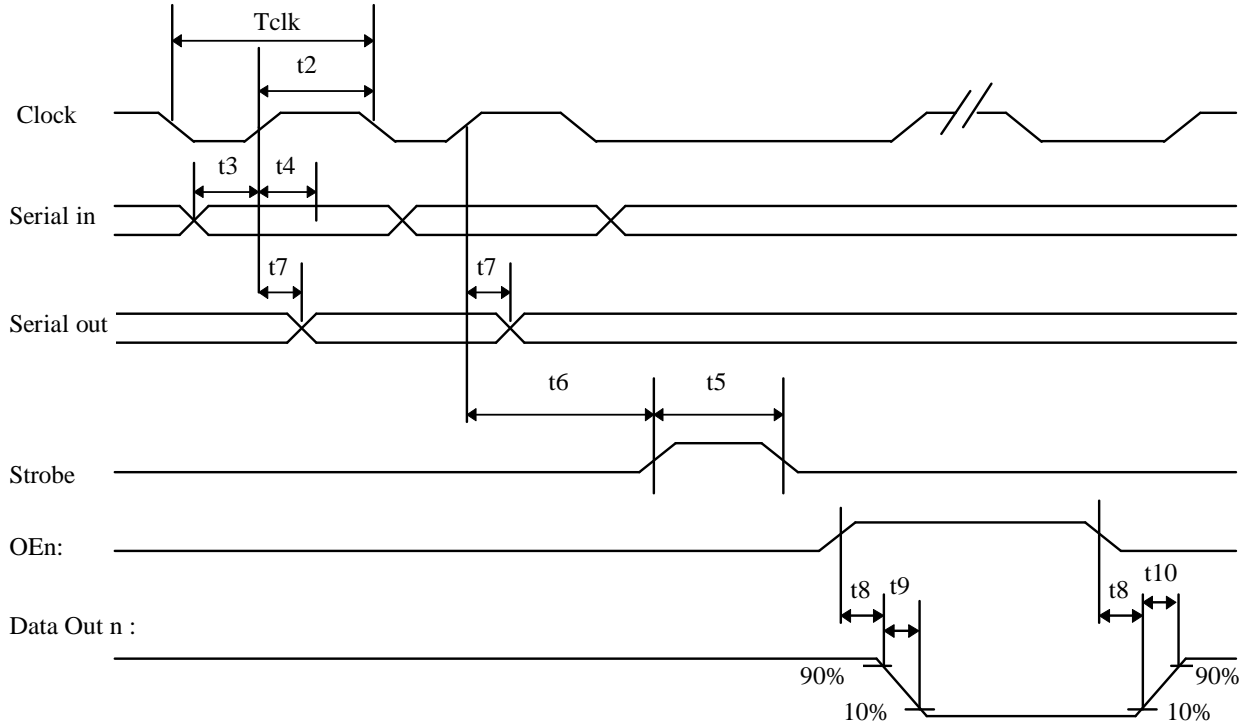 Tclk
t2
Clock
t3
t4
Serial in
t7
t7
Serial out
t6
t5
Strobe
OEn:
t8
t9
t8
t10
Data Out n :
90%
90%
10%
10%